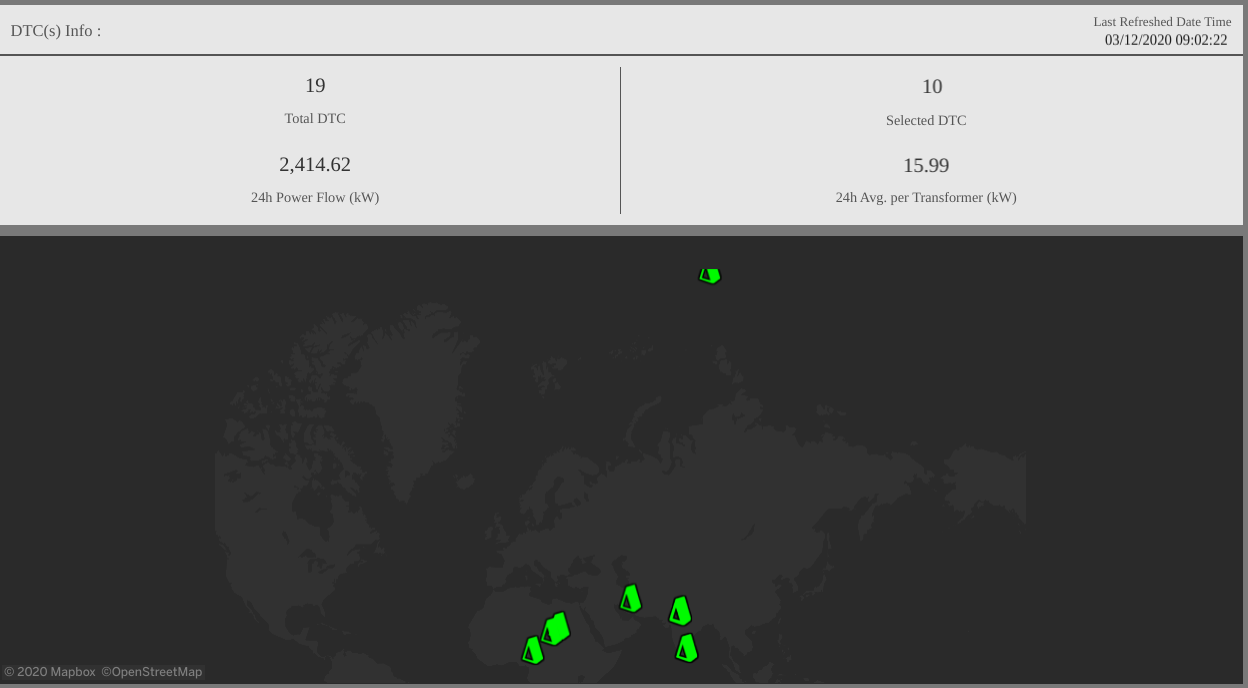 DTC(s) Info :
Last Refreshed Date Time
03/12/2020 09:02:22
19
Total DTC
2,414.62
24h Power Flow (kW)
10
Selected DTC
15.99
24h Avg. per Transformer (kW)
© 2020 Mapbox ©OpenStreetMap